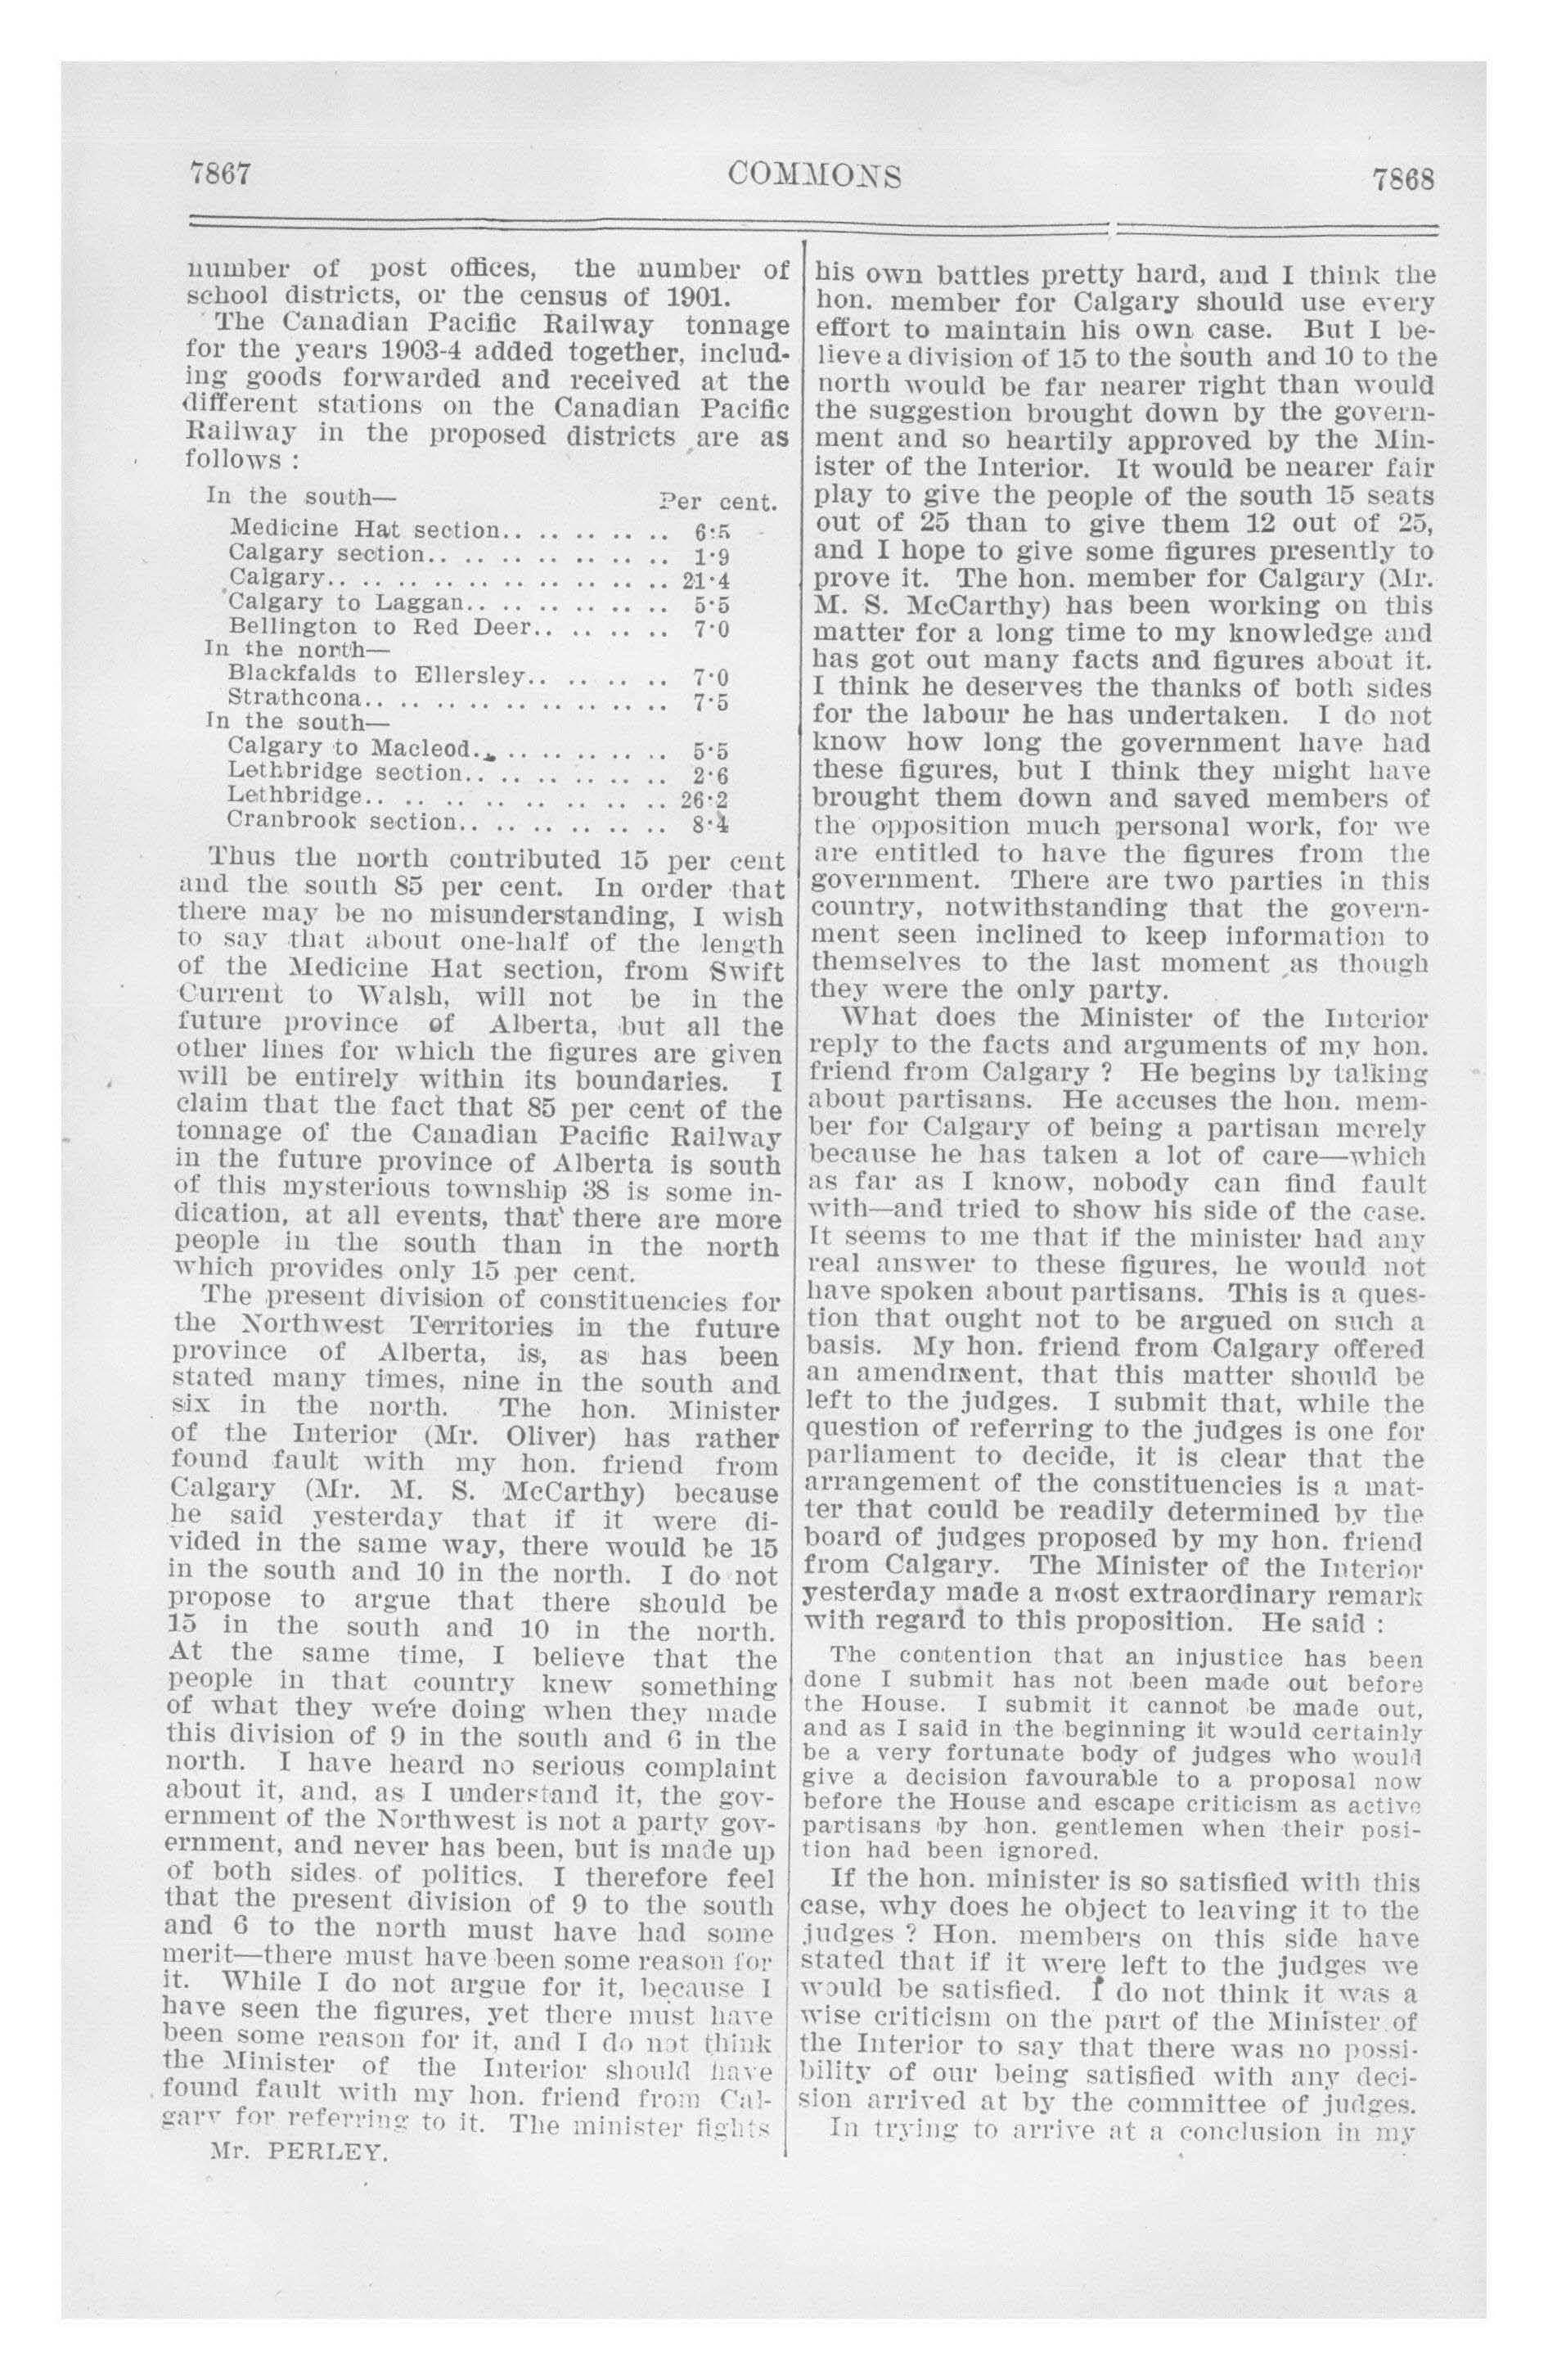 7867
COMMONS
7868
number of post offices, the number of
school districts, or the census of 1901.
The Canadian Pacific Railway tonnage
for the years 1903-4 added together, includ-
ing goods forwarded and received at the
different stations on the Canadian Pacific
Railway in the proposed districts are as
follows :
In the south— Per cent.
Medicine Hat section.. .. .. .. .. .. 6·5
Calgary section.. .. .. .. .. .. .. .. 1·9
Calgary.. .. .. .. .. .. .. .. .. .. .. 21·4
Calgary to Laggan.. .. .. .. .. .. .. 5·5
Bellington to Red Deer.. .. .. .. .. 7·0
In the north—
Blackfalds to Ellersley.. .. .. .. .. 7·0
Strathcona.. .. .. .. .. .. .. .. .. .. 7·5
In the south—
Calgary to Macleod.. .. .. .. .. .. .. 5·5
Lethbridge section.. .. .. .. .. .. .. 2·6
Lethbridge.. .. .. .. .. .. .. .. .. .. 26·2
Cranbrook section.. .. .. .. .. .. .. 8·4
Thus the north contributed 15 per cent
and the south 85 per cent. In order that
there may be no misunderstanding, I wish
to say that about one-half of the length
of the Medicine Hat section, from Swift
Current to Walsh, will not be in the
future province of Alberta, but all the
other lines for which the figures are given
will be entirely within its boundaries. I
claim that the fact that 85 per cent of the
tonnage of the Canadian Pacific Railway
in the future province of Alberta is south
of this mysterious township 38 is some in-
dication, at all events, that there are more
people in the south than in the north
which provides only 15 per cent.
The present division of constituencies for
the Northwest Territories in the future
province of Alberta, is, as has been
stated many times, nine in the south and
six in the north. The hon. Minister
of the Interior (Mr. Oliver) has rather
found fault with my hon. friend from
Calgary (Mr. M. S. McCarthy) because
he said yesterday that if it were di-
vided in the same way, there would be 15
in the south and 10 in the north. I do not
propose to argue that there should be
15 in the south and 10 in the north.
At the same time, I believe that the
people in that country knew something
of what they were doing when they made
this division of 9 in the south and 6 in the
north. I have heard no serious complaint
about it, and, as I understand it, the gov-
ernment of the Northwest is not a party gov-
ernment, and never has been, but is made up
of both sides of politics. I therefore feel
that the present division of 9 to the south
and 6 to the north must have had some
merit—there must have been some reason for
it. While I do not argue for it, because I
have seen the figures, yet there must have
been some reason for it, and I do not think
the Minister of the Interior should have
found fault with my hon. friend from Cal-
gary for referring to it. The minister fights
Mr. PERLEY.
his own battles pretty hard, and I think the
hon. member for Calgary should use every
effort to maintain his own case. But I be-
lieve a division of 15 to the south and 10 to the
north would be far nearer right than would
the suggestion brought down by the govern-
ment and so heartily approved by the Min-
ister of the Interior. It would be nearer fair
play to give the people of the south 15 seats
out of 25 than to give them 12 out of 25,
and I hope to give some figures presently to
prove it. The hon. member for Calgary (Mr.
M. S. McCarthy) has been working on this
matter for a long time to my knowledge and
has got out many facts and figures about it.
I think he deserves the thanks of both sides
for the labour he has undertaken. I do not
know how long the government have had
these figures, but I think they might have
brought them down and saved members of
the opposition much personal work, for we
are entitled to have the figures from the
government. There are two parties in this
country, notwithstanding that the govern-
ment seen inclined to keep information to
themselves to the last moment as though
they were the only party.
What does the Minister of the Interior
reply to the facts and arguments of my hon.
friend from Calgary ? He begins by talking
about partisans. He accuses the hon. mem-
ber for Calgary of being a partisan merely
because he has taken a lot of care—which
as far as I know, nobody can find fault
with—and tried to show his side of the case.
It seems to me that if the minister had any
real answer to these figures, he would not
have spoken about partisans. This is a ques-
tion that ought not to be argued on such a
basis. My hon. friend from Calgary offered
an amendment, that this matter should be
left to the judges. I submit that, while the
question of referring to the judges is one for
parliament to decide, it is clear that the
arrangement of the constituencies is a mat-
ter that could be readily determined by the
board of judges proposed by my hon. friend
from Calgary. The Minister of the Interior
yesterday made a most extraordinary remark
with regard to this proposition. He said :
The contention that an injustice has been
done I submit has not been made out before
the House. I submit it cannot be made out,
and as I said in the beginning it would certainly
be a very fortunate body of judges who would
give a decision favourable to a proposal now
before the House and escape criticism as active
partisans by hon. gentlemen when their posi-
tion had been ignored.
If the hon. minister is so satisfied with this
case, why does he object to leaving it to the
judges ? Hon. members on this side have
stated that if it were left to the judges we
would be satisfied. I do not think it was a
wise criticism on the part of the Minister of
the Interior to say that there was no possi-
bility of our being satisfied with any deci-
sion arrived at by the committee of judges.
In trying to arrive at a conclusion in my